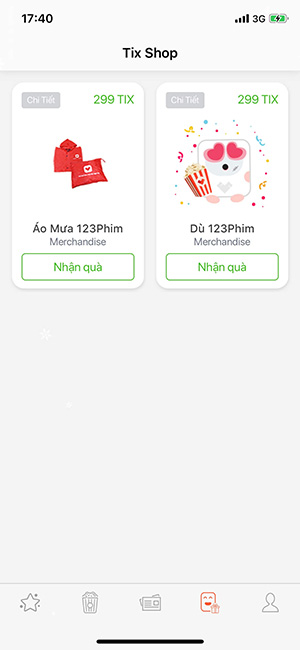 17:40
3G
Tix Shop
Chi Tiết
299 TIX
Áo Mưa 123Phim
Merchandise
Nhận quà
Chi Tiết
299 TIX
Dù 123Phim
Merchandise
Nhận quà